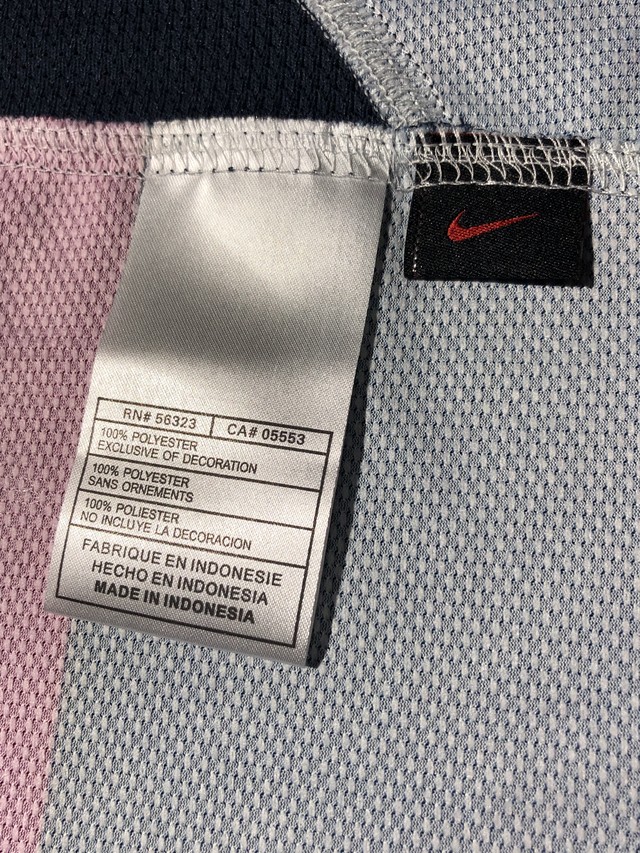 RN# 56323 CA# 05553
100% POLYESTER
EXCLUSIVE OF DECORATION
100% POLYESTER
SANS ORNEMENTS
100% POLIESTER
NO INCLUYE LA DECORACION
FABRIQUE EN INDONESIE
HECHO EN INDONESIA
MADE IN INDONESIA